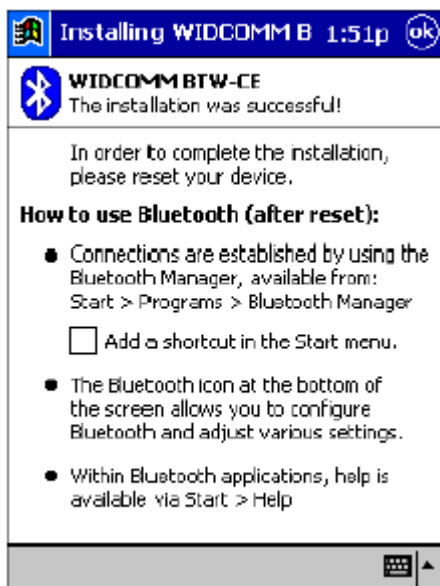 Installing WIDCOMM B 1:51p ok
WIDCOMM BTW-CE
The installation was successful!
In order to complete the installation,
please reset your device.
How to use Bluetooth (after reset):
Connections are established by using the
Bluetooth Manager, available from:
Start > Programs > Bluetooth Manager
Add a shortcut in the Start menu.
The Bluetooth icon at the bottom of
the screen allows you to configure
Bluetooth and adjust various settings.
Within Bluetooth applications, help is
available via Start > Help